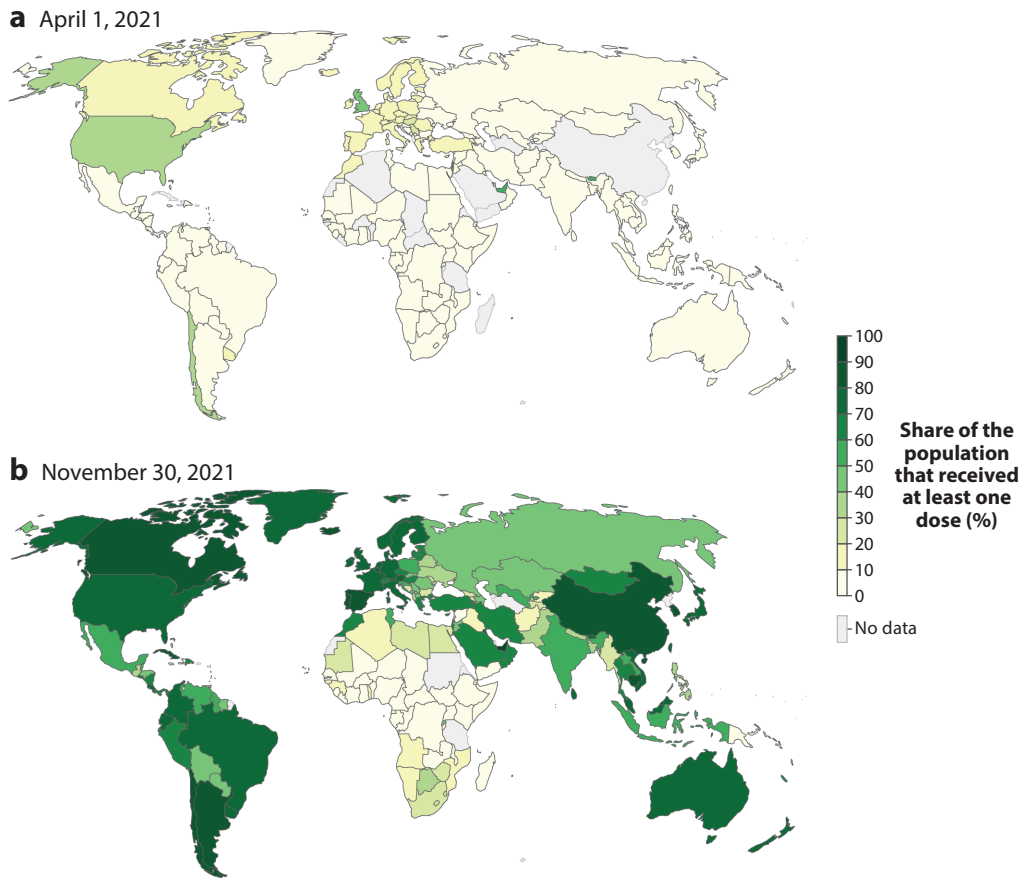 a April 1, 2021
b November 30, 2021
100
90
80
70
60
50
40
30
20
10
0
No data
Share of the
population
that received
at least one
dose (%)